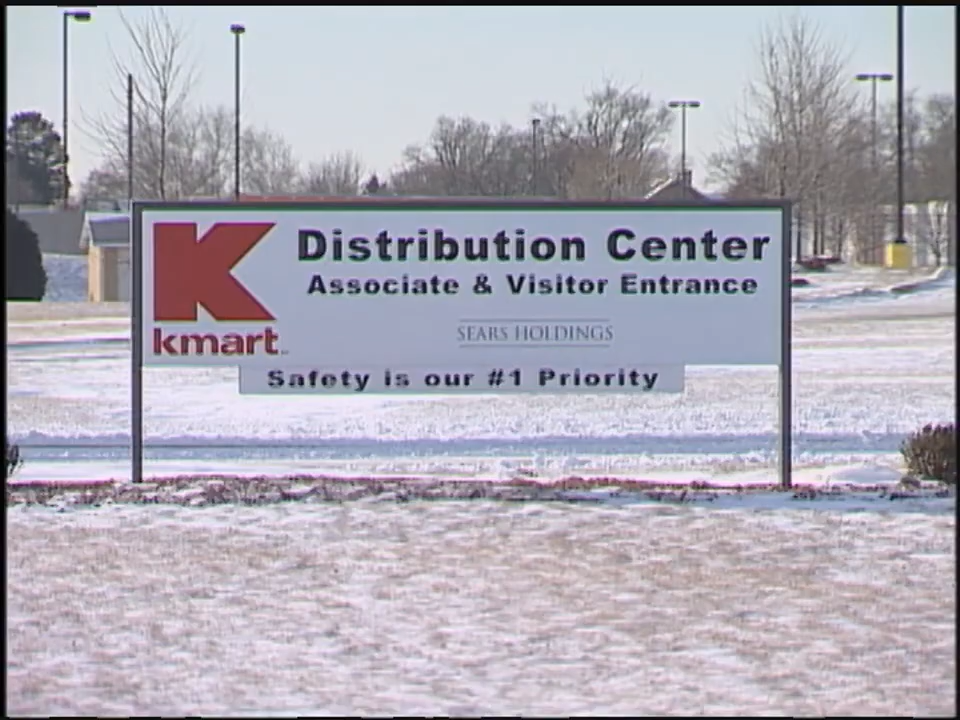 K
kmart
Distribution Center
Associate & Visitor Entrance
SEARS HOLDINGS
Safety is our #1 Priority